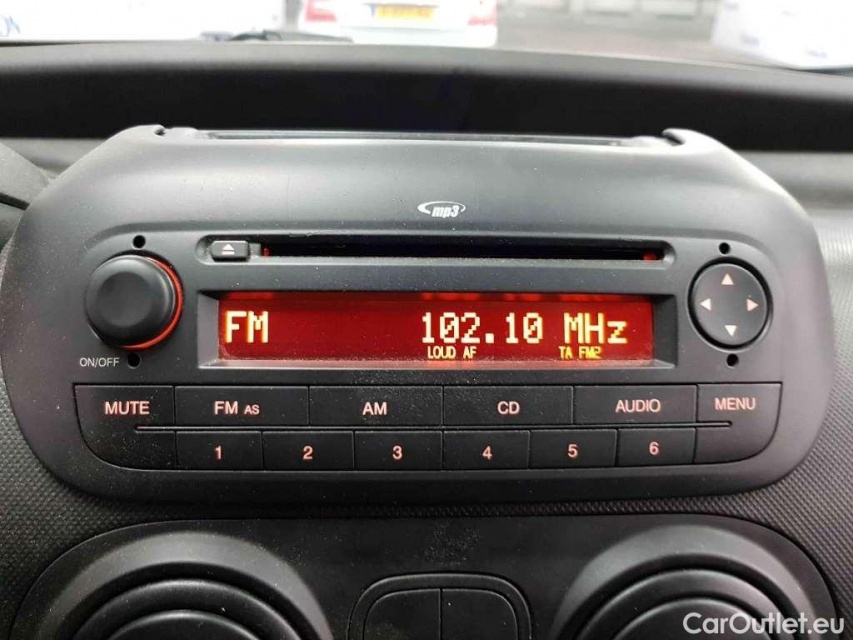 mp3
FM 102.10 MHz
LOUD AF TA FM2
ON/OFF
MUTE FM AS AM CD AUDIO MENU
1 2 3 4 5 6
CarOutlet.eu